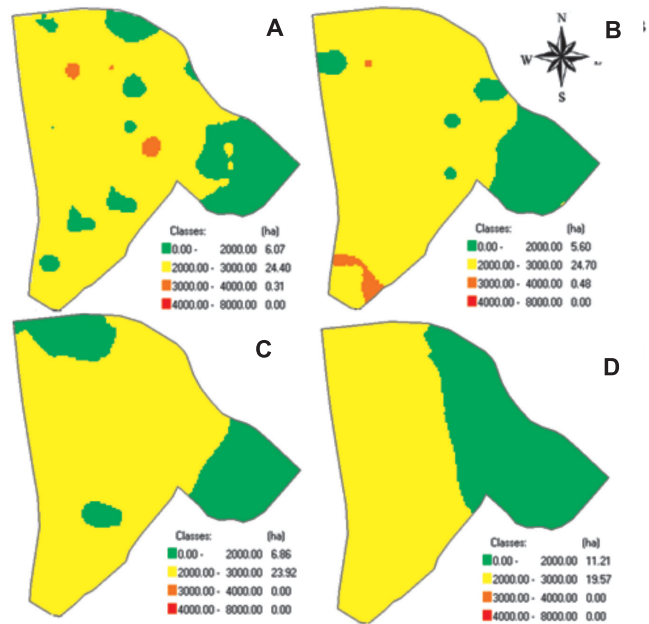 A
B
N
W
S
Classes: (ha)
0.00 - 2000.00 6.07
2000.00 - 3000.00 24.40
3000.00 - 4000.00 0.31
4000.00 - 8000.00 0.00
Classes: (ha)
0.00 - 2000.00 5.60
2000.00 - 3000.00 24.70
3000.00 - 4000.00 0.48
4000.00 - 8000.00 0.00
C
D
Classes: (ha)
0.00 - 2000.00 6.86
2000.00 - 3000.00 23.92
3000.00 - 4000.00 0.00
4000.00 - 8000.00 0.00
Classes: (ha)
0.00 - 2000.00 11.21
2000.00 - 3000.00 19.57
3000.00 - 4000.00 0.00
4000.00 - 8000.00 0.00